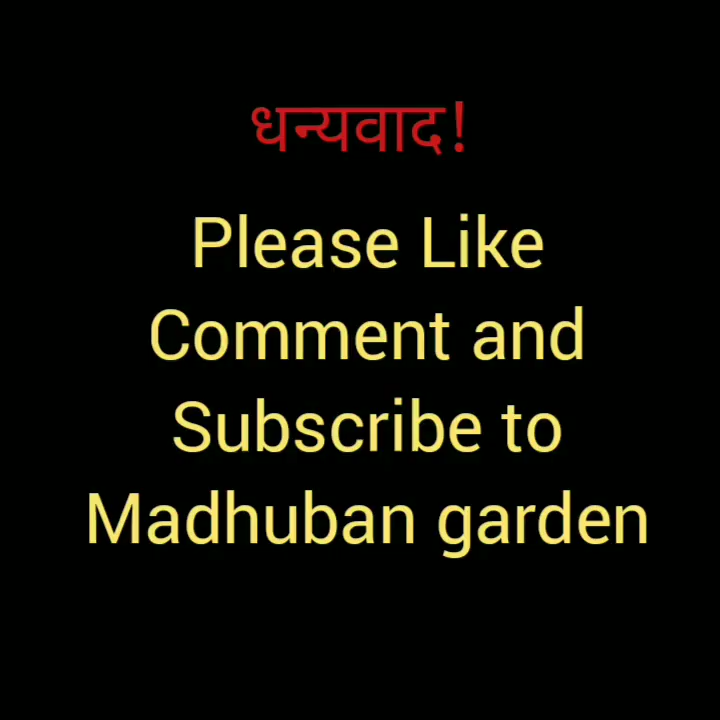 धन्यवाद!
Please Like
Comment and
Subscribe to
Madhuban garden